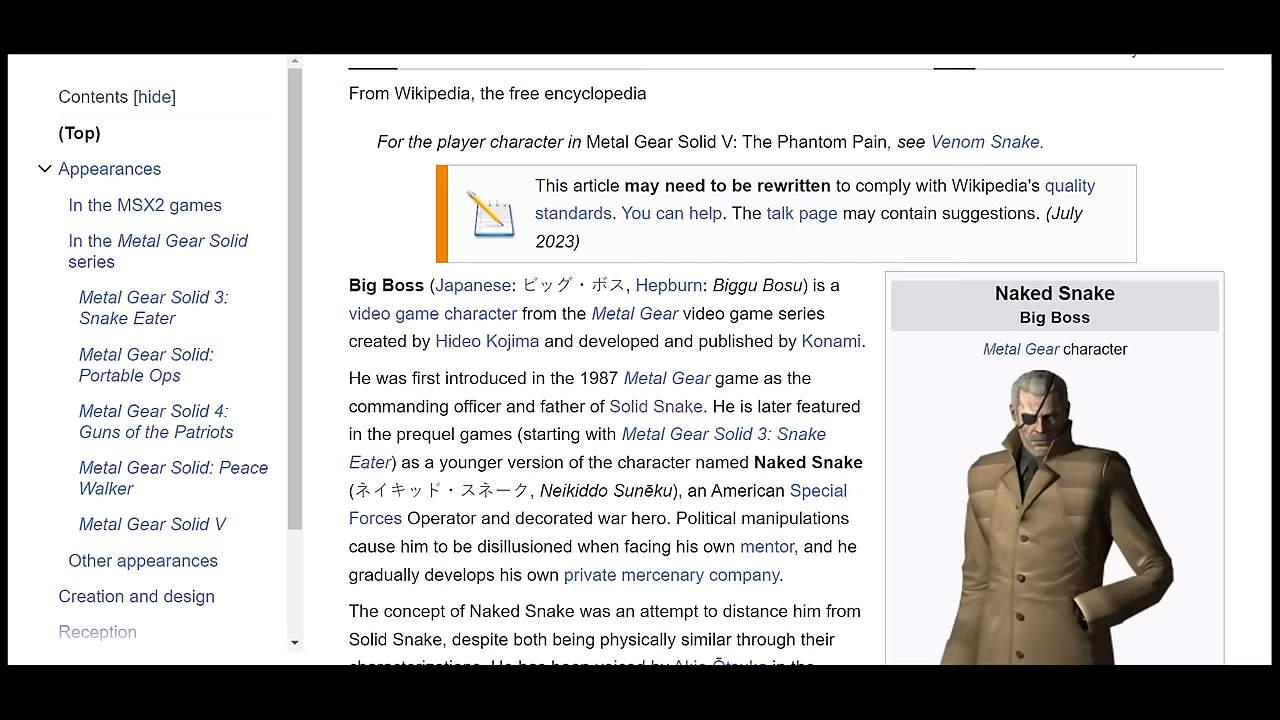 Contents [hide]
(Top)
Appearances
In the MSX2 games
In the Metal Gear Solid
series
Metal Gear Solid 3:
Snake Eater
Metal Gear Solid:
Portable Ops
Metal Gear Solid 4:
Guns of the Patriots
Metal Gear Solid: Peace
Walker
Metal Gear Solid V
Other appearances
Creation and design
Reception
From Wikipedia, the free encyclopedia
For the player character in Metal Gear Solid V: The Phantom Pain, see Venom Snake.
This article may need to be rewritten to comply with Wikipedia's quality
standards. You can help. The talk page may contain suggestions. (July
2023)
Big Boss (Japanese: ビッグ・ボス, Hepburn: Biggu Bosu) is a
video game character from the Metal Gear video game series
created by Hideo Kojima and developed and published by Konami.
He was first introduced in the 1987 Metal Gear game as the
commanding officer and father of Solid Snake. He is later featured
in the prequel games (starting with Metal Gear Solid 3: Snake
Eater) as a younger version of the character named Naked Snake
(ネイキッド・スネーク, Neikiddo Sunēku), an American Special
Forces Operator and decorated war hero. Political manipulations
cause him to be disillusioned when facing his own mentor, and he
gradually develops his own private mercenary company.
The concept of Naked Snake was an attempt to distance him from
Solid Snake, despite both being physically similar through their
characterizations. He has been voiced by Akio Ōtsuka in the
Naked Snake
Big Boss
Metal Gear character